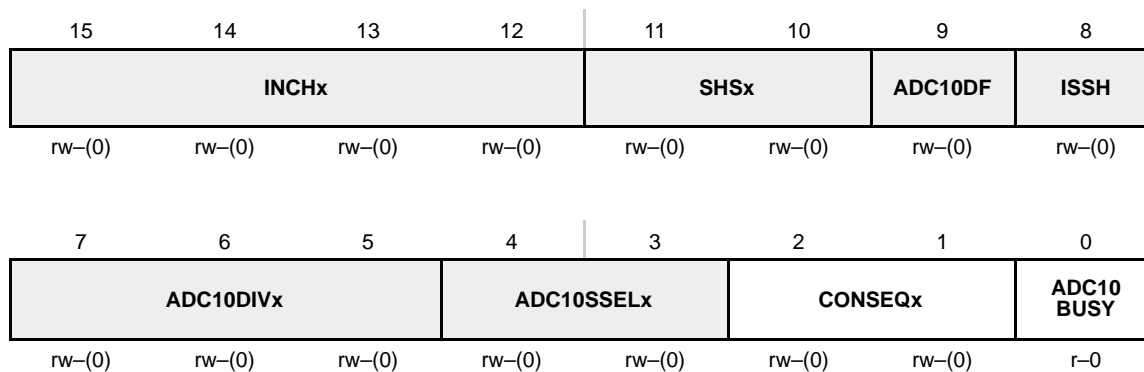 15 14 13 12 11 10 9 8
INCHx SHSx ADC10DF ISSH
rw–(0) rw–(0) rw–(0) rw–(0) rw–(0) rw–(0) rw–(0) rw–(0)
7 6 5 4 3 2 1 0
ADC10DIVx ADC10SSELx CONSEQx ADC10
BUSY
rw–(0) rw–(0) rw–(0) rw–(0) rw–(0) rw–(0) rw–(0) r–0